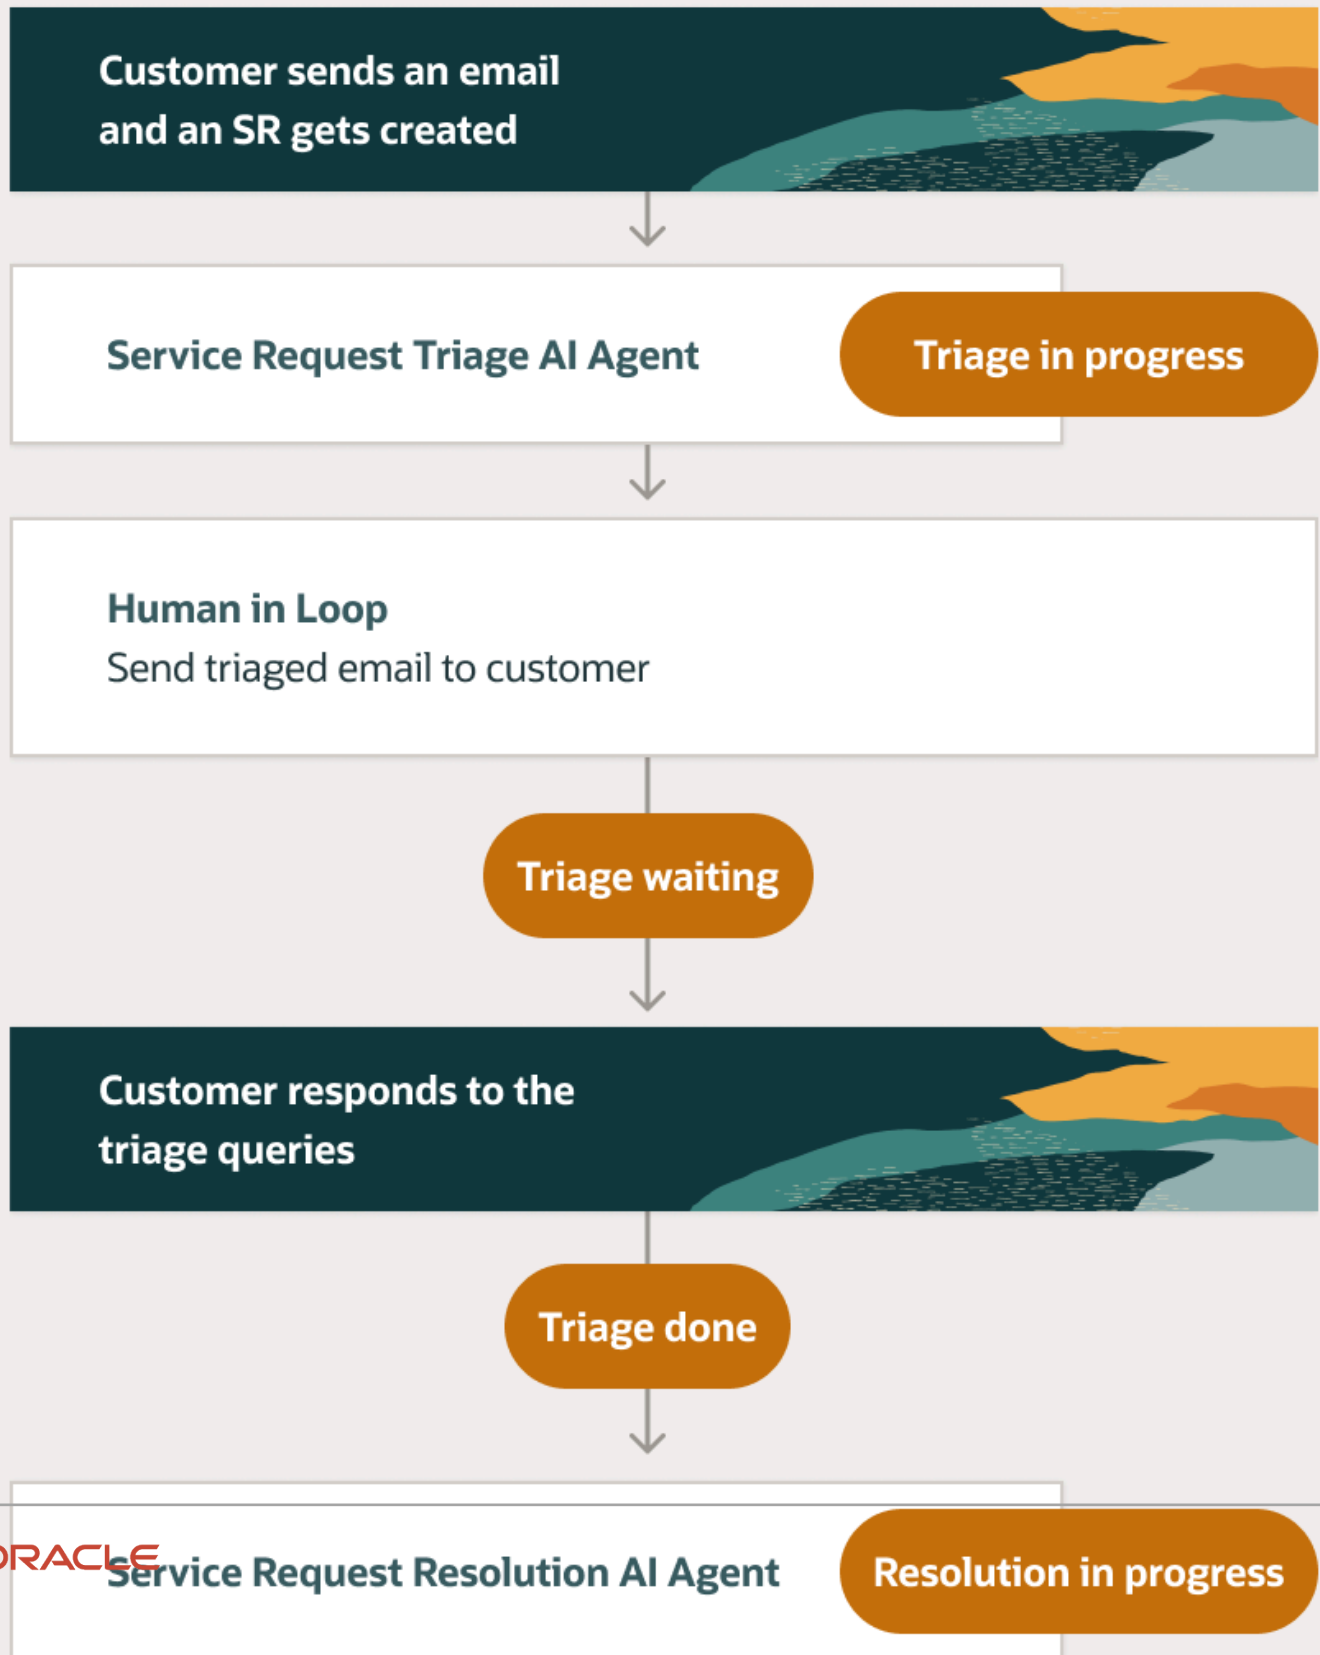 Customer sends an email
and an SR gets created
Service Request Triage AI Agent
Triage in progress
Human in Loop
Send triaged email to customer
Triage waiting
Customer responds to the
triage queries
Triage done
ORACLE
Service Request Resolution AI Agent
Resolution in progress